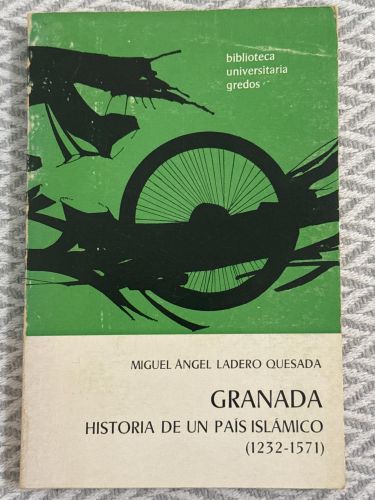 biblioteca
universitaria
gredos
MIGUEL ÁNGEL LADERO QUESADA
GRANADA
HISTORIA DE UN PAÍS ISLÁMICO
(1232-1571)